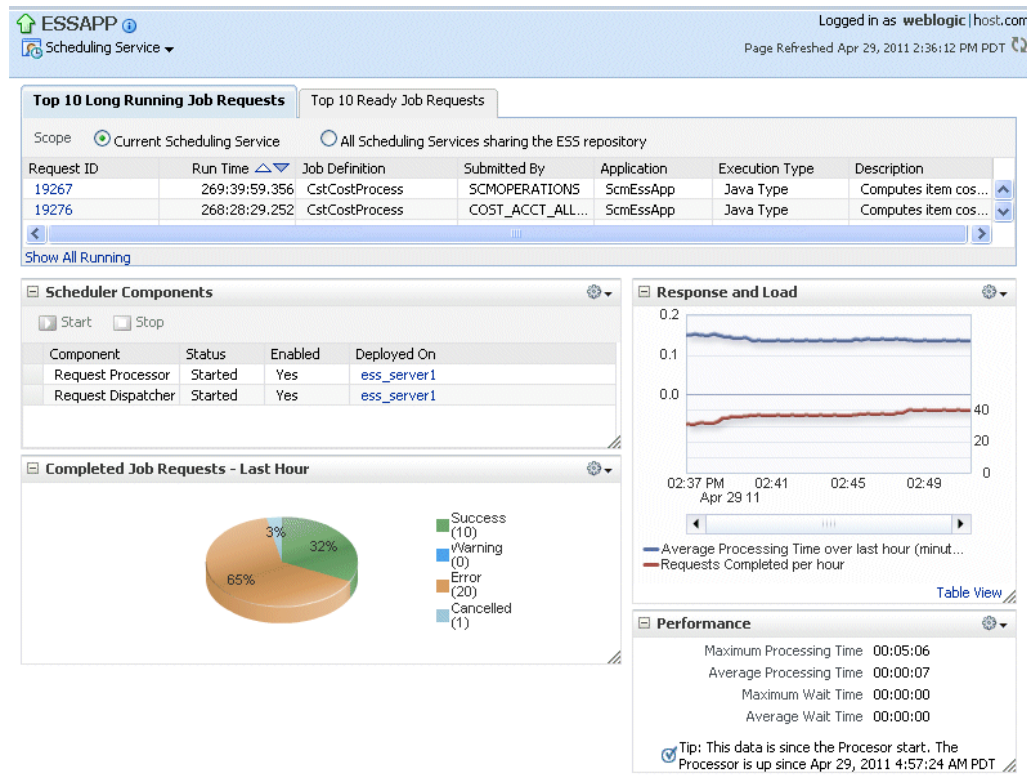 ESSAPP
Logged in as weblogic|host.com
Scheduling Service
Page Refreshed Apr 29, 2011 2:36:12 PM PDT
Top 10 Long Running Job Requests
Top 10 Ready Job Requests
Scope Current Scheduling Service All Scheduling Services sharing the ESS repository
Request ID Run Time Job Definition Submitted By Application Execution Type Description
19267 269:39:59.356 CstCostProcess SCMOPERATIONS ScmEssApp Java Type Computes item cos...
19276 268:28:29.252 CstCostProcess COST_ACCT_ALL... ScmEssApp Java Type Computes item cos...
Show All Running
Scheduler Components
Start Stop
Component Status Enabled Deployed On
Request Processor Started Yes ess_server1
Request Dispatcher Started Yes ess_server1
Completed Job Requests - Last Hour
3%
32%
65%
Success
(10)
Warning
(0)
Error
(20)
Cancelled
(1)
Response and Load
0.2
0.1
0.0
40
20
0
02:37 PM 02:41 02:45 02:49
Apr 29 11
Average Processing Time over last hour (minut...
Requests Completed per hour
Table View
Performance
Maximum Processing Time 00:05:06
Average Processing Time 00:00:07
Maximum Wait Time 00:00:00
Average Wait Time 00:00:00
Tip: This data is since the Procesor start. The
Processor is up since Apr 29, 2011 4:57:24 AM PDT